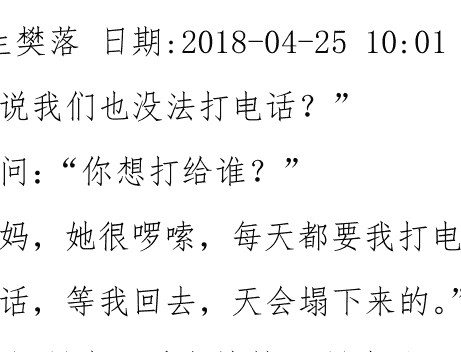 樊落 日期:2018-04-25 10:01
说我们也没法打电话？”
问：“你想打给谁？”
妈，她很啰嗦，每天都要我打电
话，等我回去，天会塌下来的。”